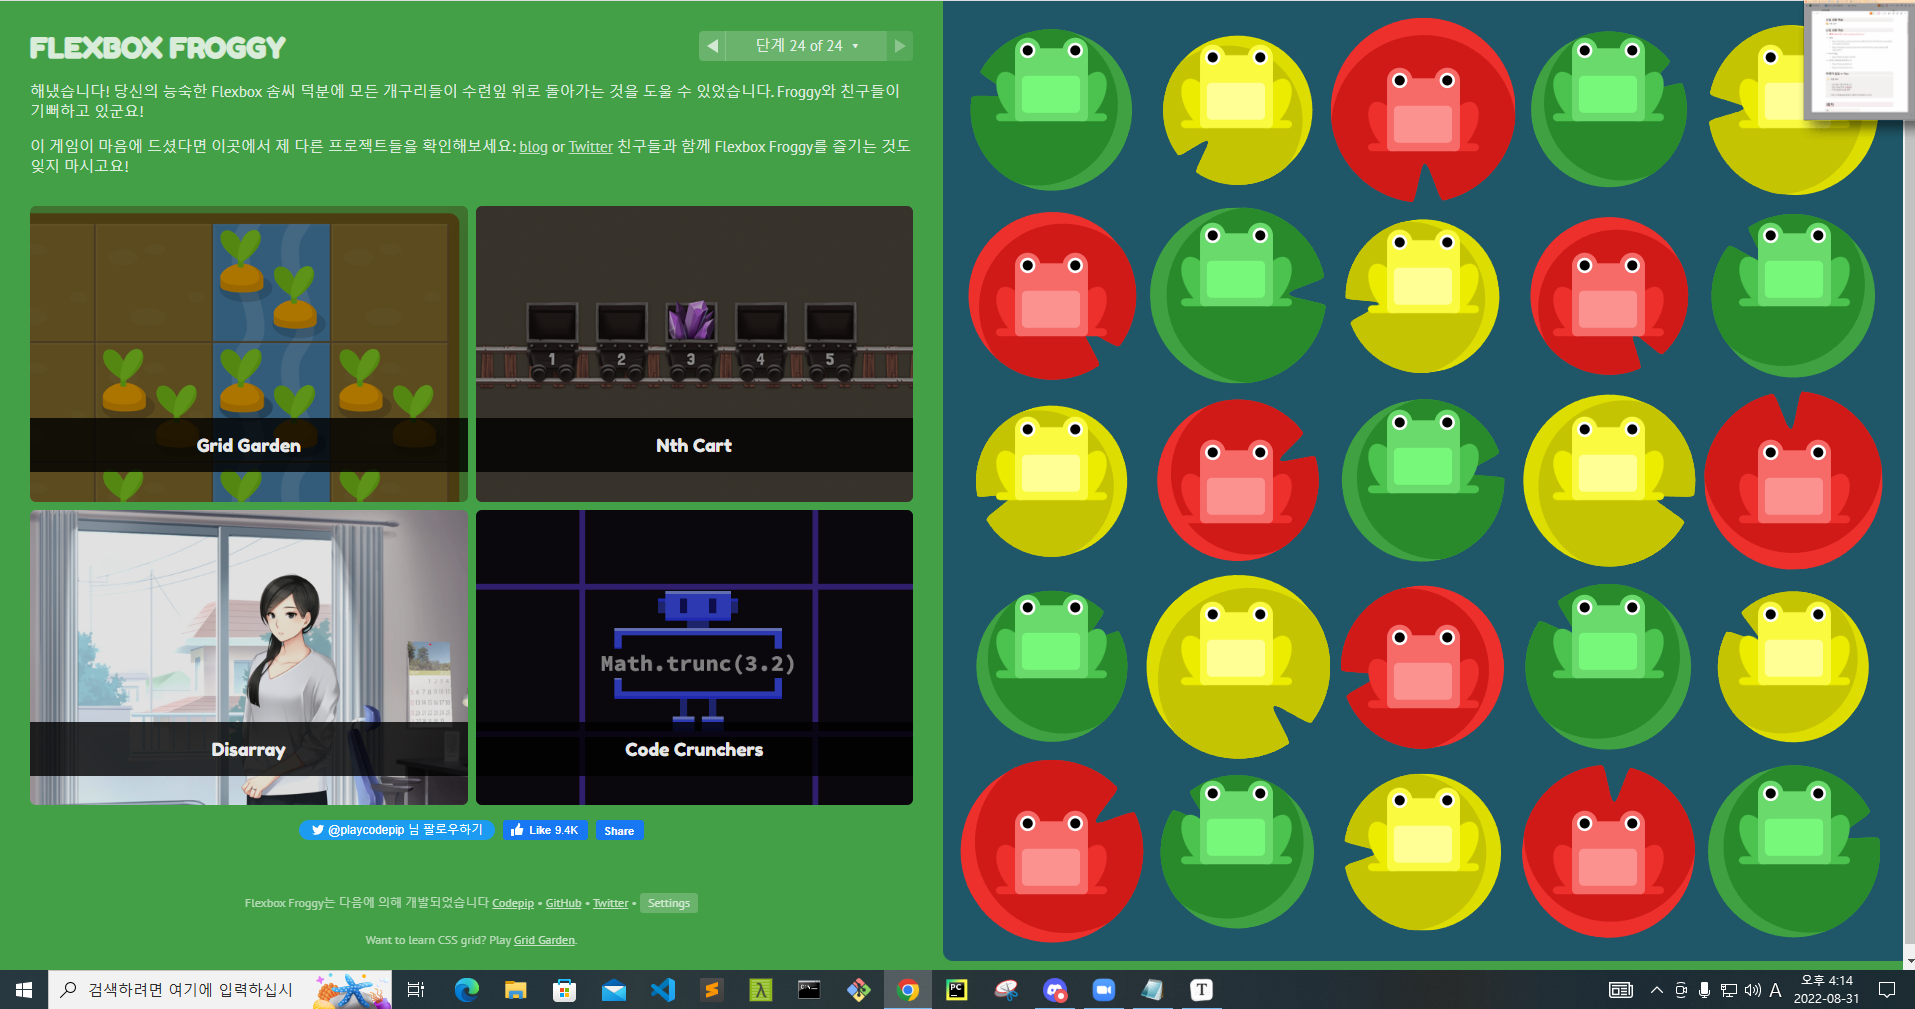 FLEXBOX FROGGY
◀ 단계 24 of 24 ▾ ▶
해냈습니다! 당신의 능숙한 Flexbox 솜씨 덕분에 모든 개구리들이 수련잎 위로 돌아가는 것을 도울 수 있었습니다. Froggy와 친구들이
기뻐하고 있군요!
이 게임이 마음에 드셨다면 이곳에서 제 다른 프로젝트들을 확인해보세요: blog or Twitter 친구들과 함께 Flexbox Froggy를 즐기는 것도
잊지 마시고요!
1 2 3 4 5
Grid Garden
Nth Cart
Math.trunc(3.2)
Disarray
Code Crunchers
@playcodepip 님 팔로우하기
Like 9.4K
Share
Flexbox Froggy는 다음에 의해 개발되었습니다 Codepip • GitHub • Twitter • Settings
Want to learn CSS grid? Play Grid Garden.
검색하려면 여기에 입력하십시
PC
T
A
오후 4:14
2022-08-31